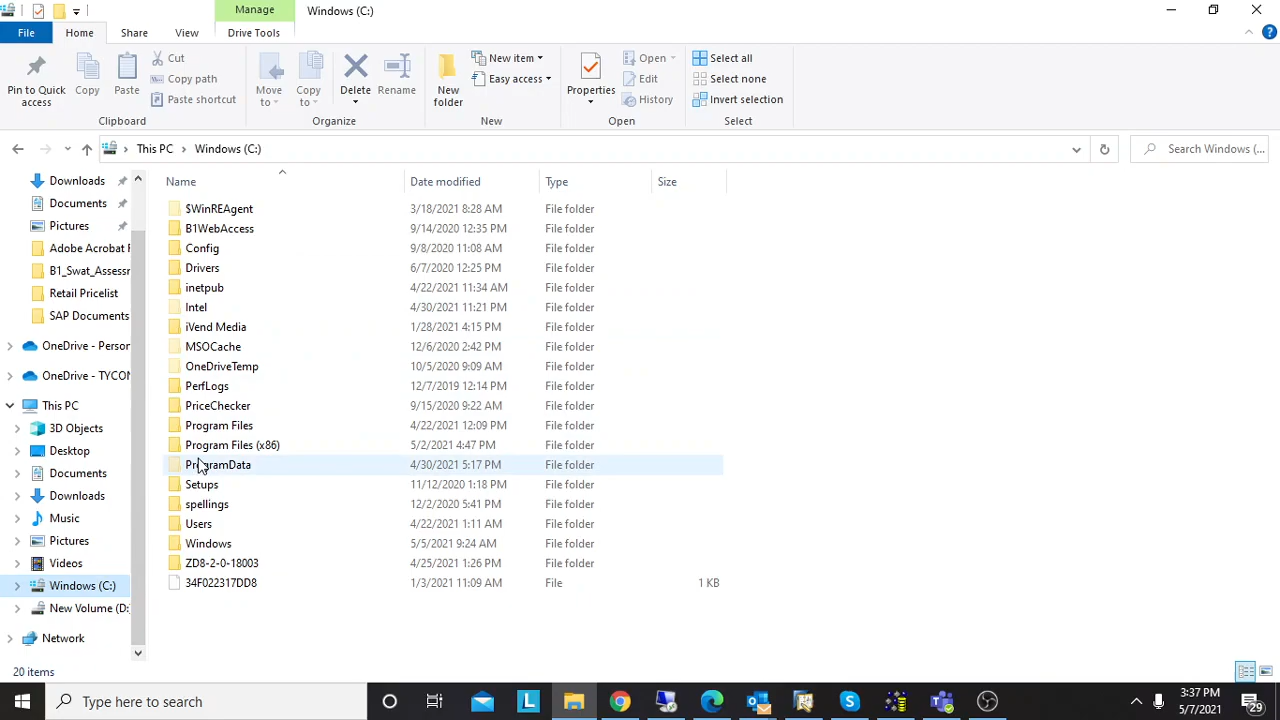 Manage
Windows (C:)
File
Home
Share
View
Drive Tools
Pin to Quick access
Copy
Paste
Cut
Copy path
Paste shortcut
Clipboard
Move to
Copy to
Delete
Rename
Organize
New folder
New item
Easy access
New
Properties
Open
Edit
History
Open
Select all
Select none
Invert selection
Select
This PC > Windows (C:)
Search Windows (...
Name
Date modified
Type
Size
Downloads
Documents
Pictures
Adobe Acrobat
B1_Swat_Assess
Retail Pricelist
SAP Documents
OneDrive - Person
OneDrive - TYCON
This PC
3D Objects
Desktop
Documents
Downloads
Music
Pictures
Videos
Windows (C:)
New Volume (D:)
Network
$WinREAgent 3/18/2021 8:28 AM File folder
B1WebAccess 9/14/2020 12:35 PM File folder
Config 9/8/2020 11:08 AM File folder
Drivers 6/7/2020 12:25 PM File folder
inetpub 4/22/2021 11:34 AM File folder
Intel 4/30/2021 11:21 PM File folder
iVend Media 1/28/2021 4:15 PM File folder
MSOCache 12/6/2020 2:42 PM File folder
OneDriveTemp 10/5/2020 9:09 AM File folder
PerfLogs 12/7/2019 12:14 PM File folder
PriceChecker 9/15/2020 9:22 AM File folder
Program Files 4/22/2021 12:09 PM File folder
Program Files (x86) 5/2/2021 4:47 PM File folder
ProgramData 4/30/2021 5:17 PM File folder
Setups 11/12/2020 1:18 PM File folder
spellings 12/2/2020 5:41 PM File folder
Users 4/22/2021 1:11 AM File folder
Windows 5/5/2021 9:24 AM File folder
ZD8-2-0-18003 4/25/2021 1:26 PM File folder
34F022317DD8 1/3/2021 11:09 AM File 1 KB
20 items
Type here to search
3:37 PM
5/7/2021
29